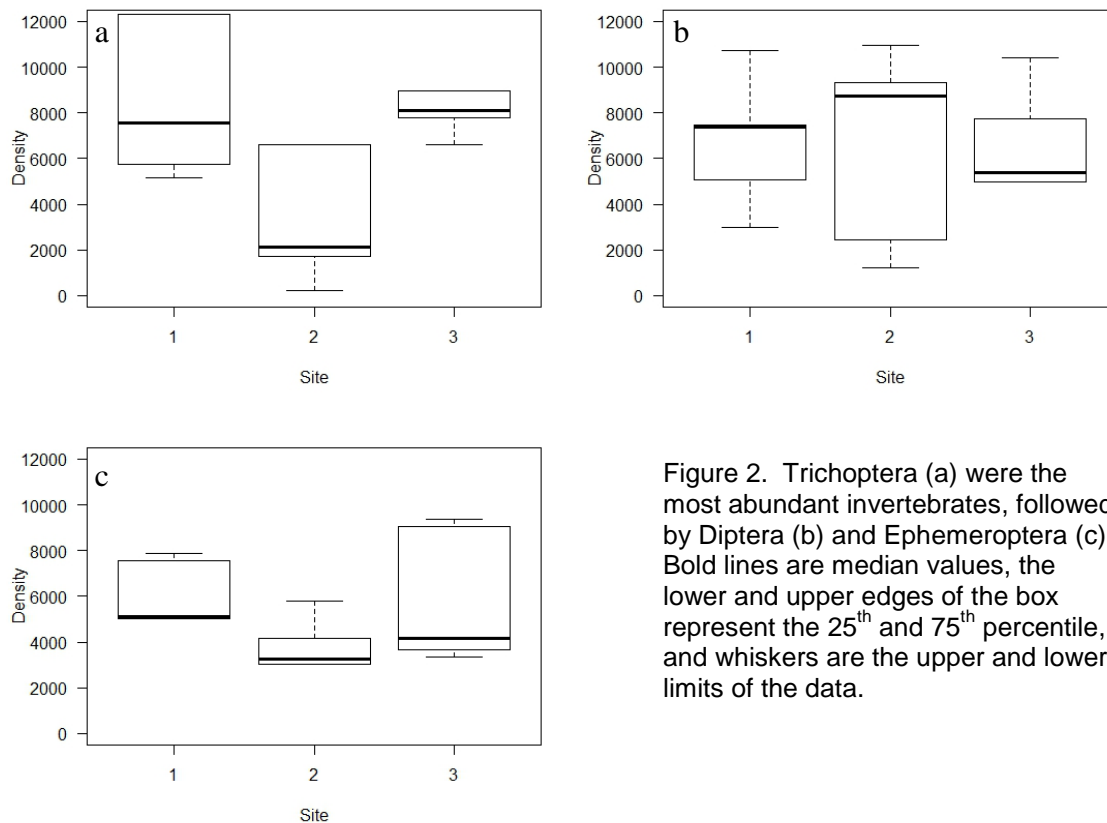 a
12000
10000
8000
6000
4000
2000
0
Density
1 2 3
Site
b
12000
10000
8000
6000
4000
2000
0
Density
1 2 3
Site
c
12000
10000
8000
6000
4000
2000
0
Density
1 2 3
Site
Figure 2. Trichoptera (a) were the
most abundant invertebrates, followed
by Diptera (b) and Ephemeroptera (c)
Bold lines are median values, the
lower and upper edges of the box
represent the 25th and 75th percentile,
and whiskers are the upper and lower
limits of the data.